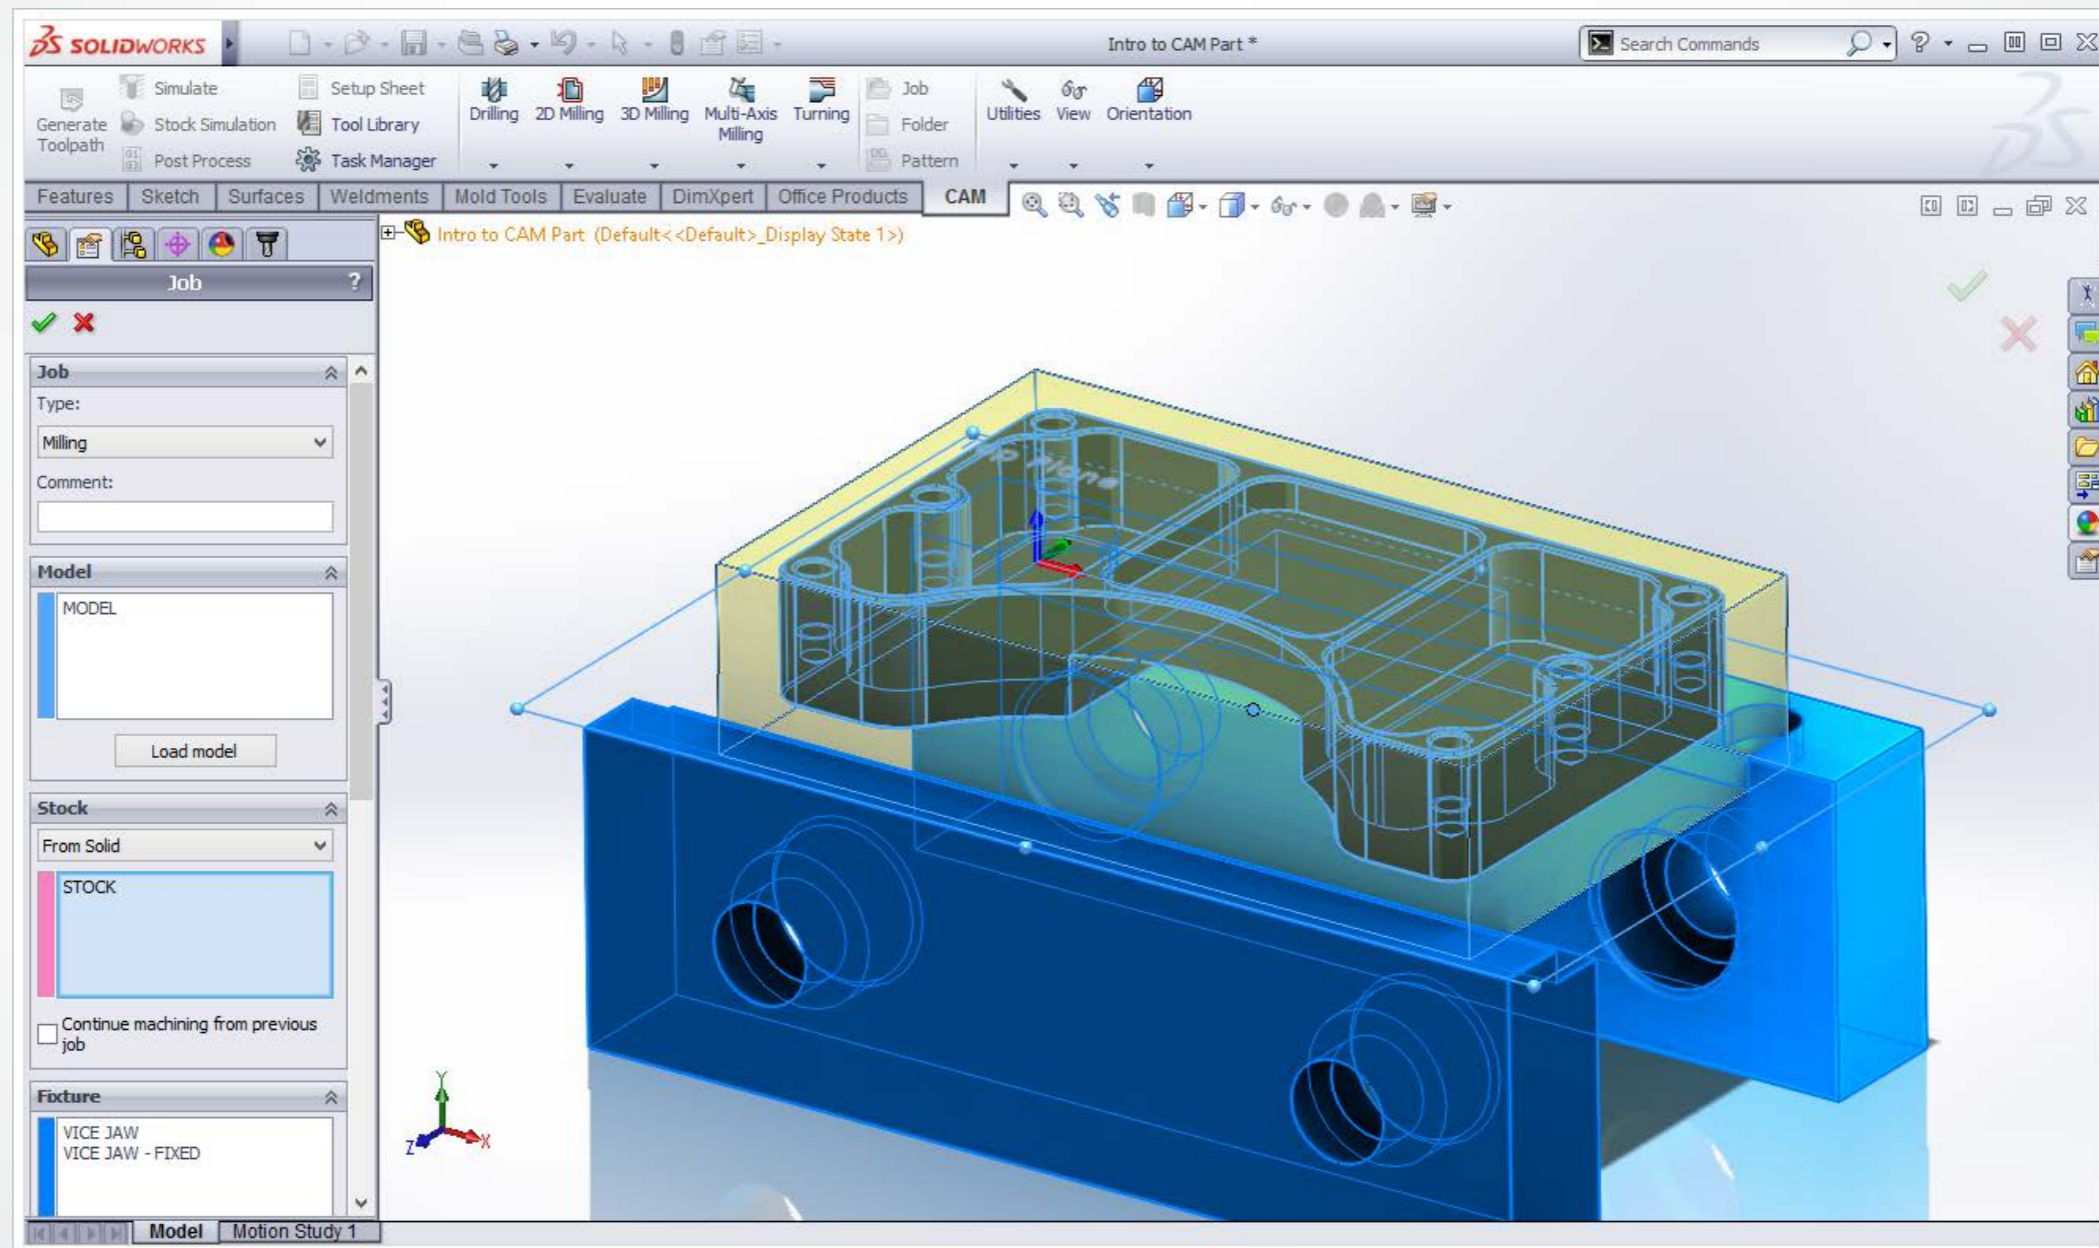 SOLIDWORKS
Intro to CAM Part *
Search Commands
Generate Toolpath
Simulate
Stock Simulation
Post Process
Setup Sheet
Tool Library
Task Manager
Drilling
2D Milling
3D Milling
Multi-Axis
Milling
Turning
Job
Folder
Pattern
Utilities
View
Orientation
Features
Sketch
Surfaces
Weldments
Mold Tools
Evaluate
DimXpert
Office Products
CAM
Intro to CAM Part (Default<<Default>_Display State 1>)
Job
?
Job
Type:
Milling
Comment:
Model
MODEL
Load model
Stock
From Solid
STOCK
Continue machining from previous
job
Fixture
VICE JAW
VICE JAW - FIXED
Top Plane
Y
Z
X
Model
Motion Study 1